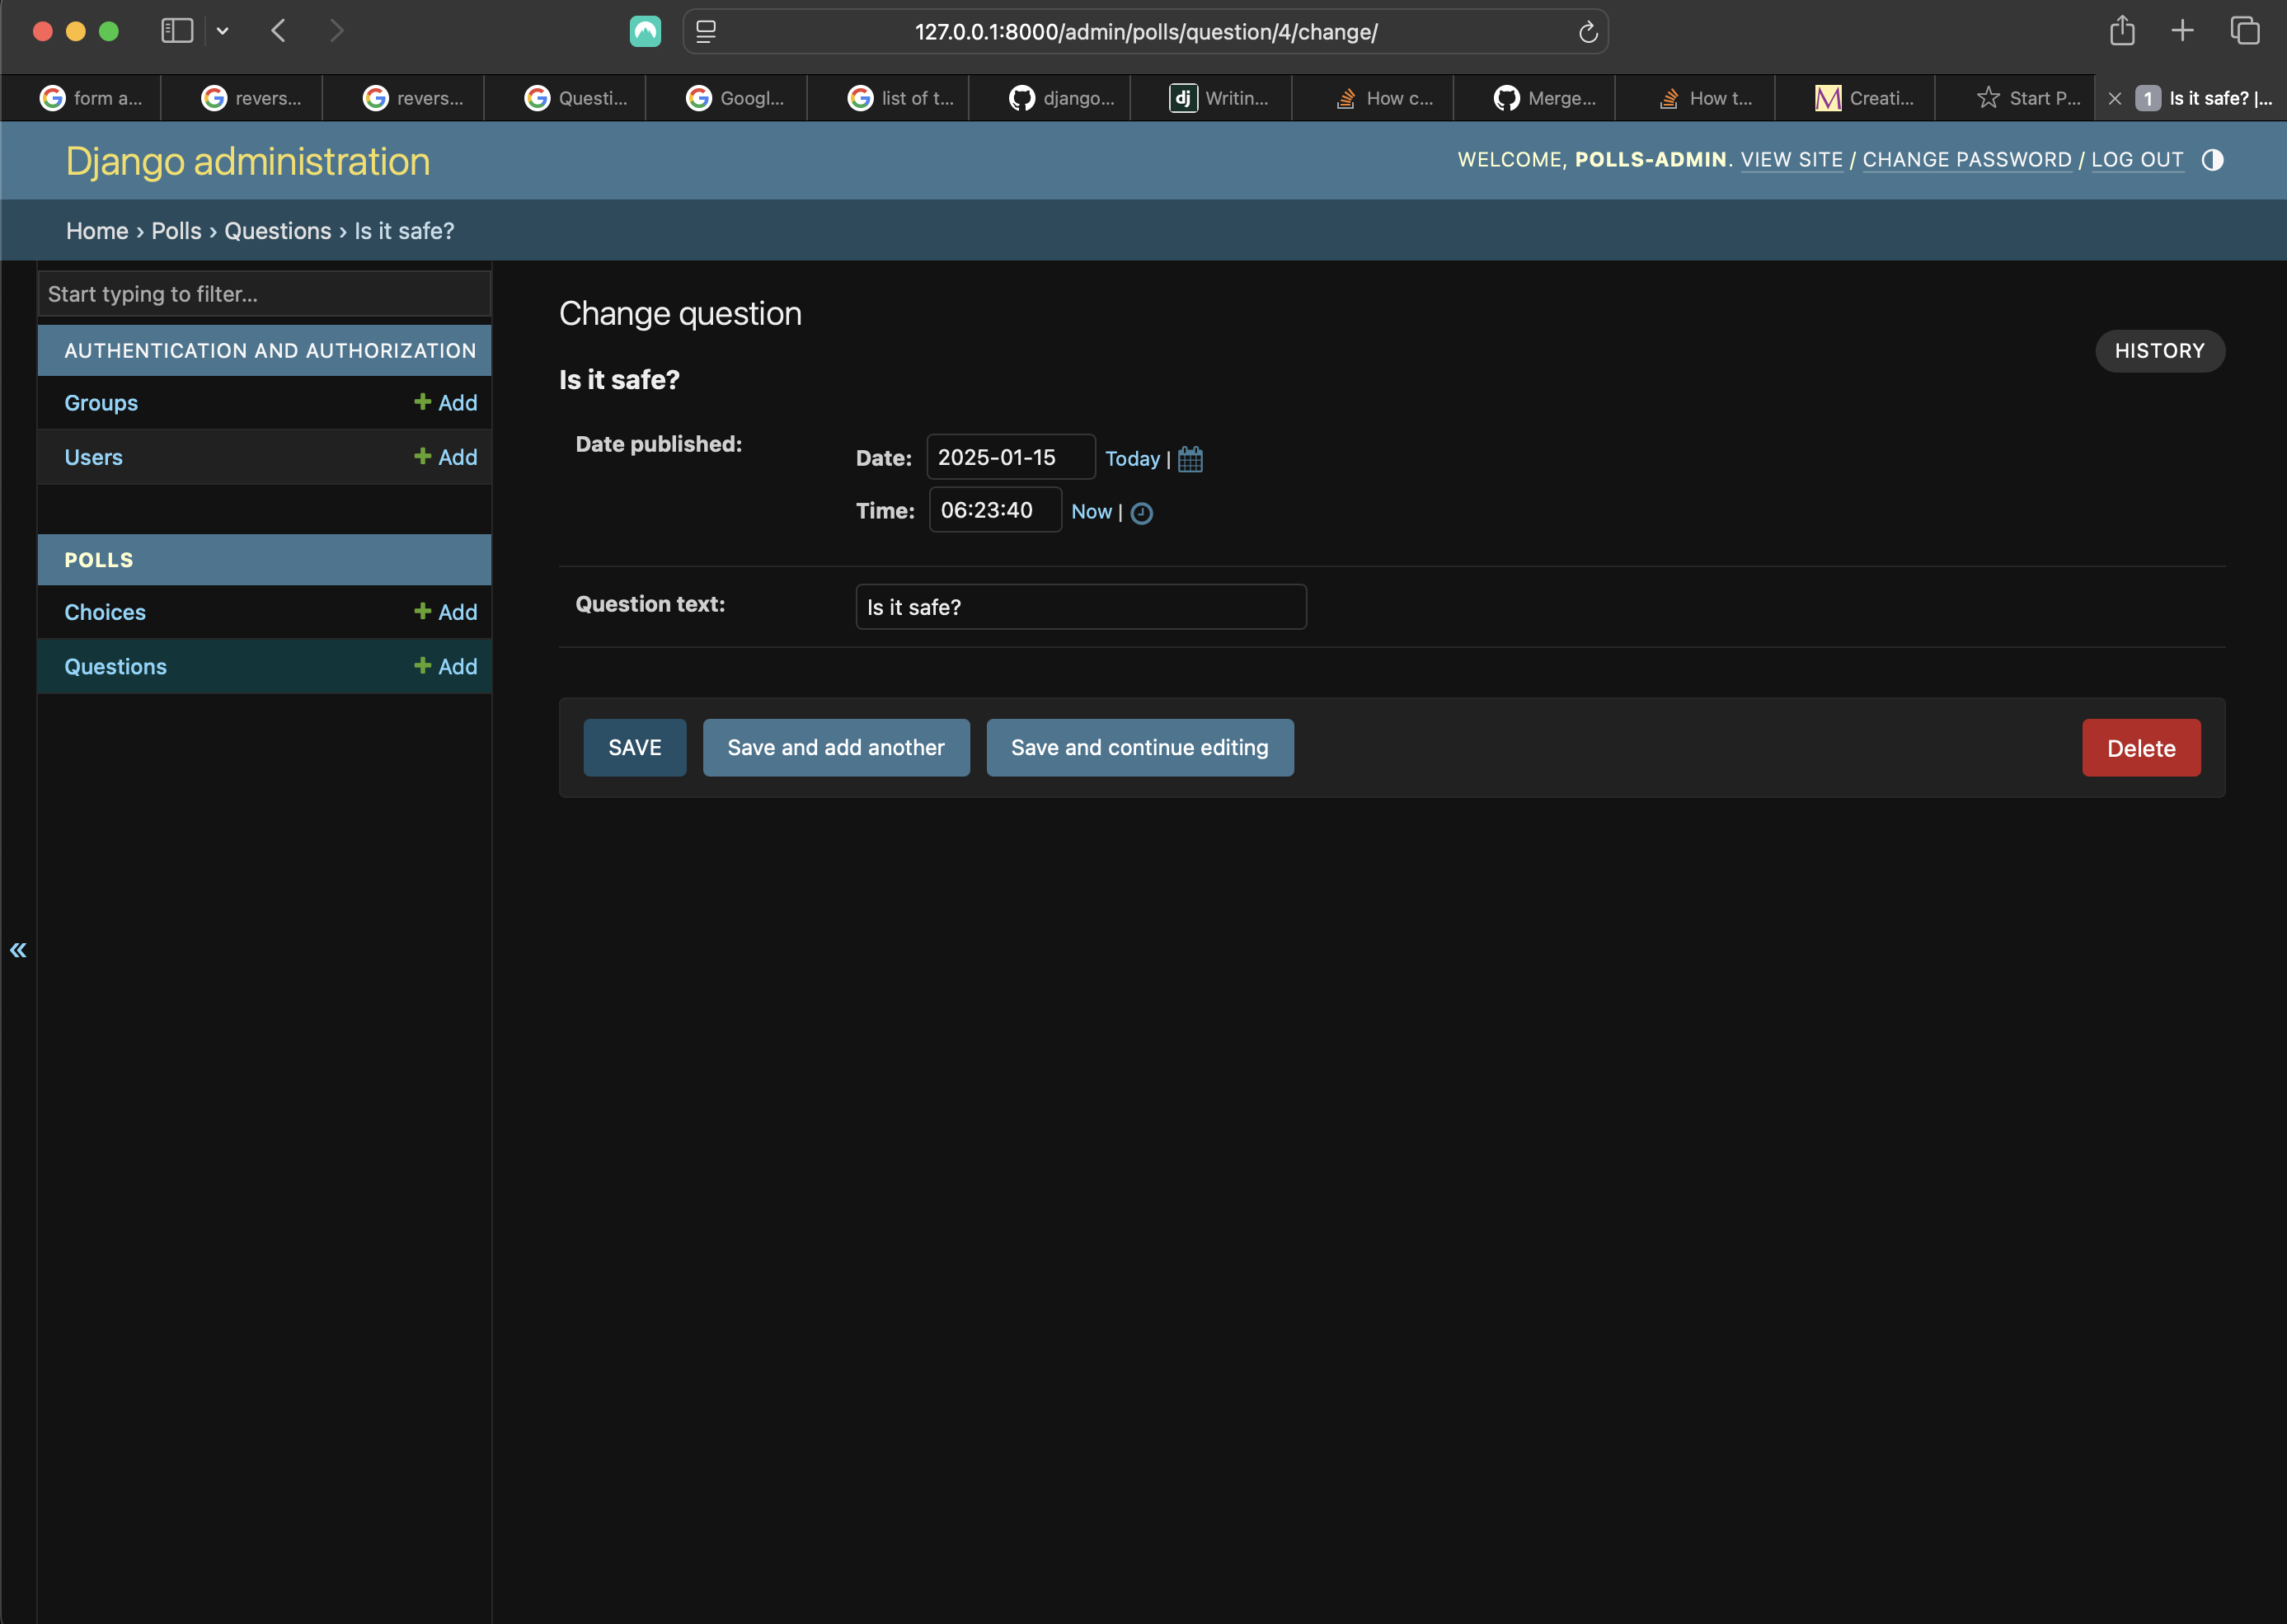 127.0.0.1:8000/admin/polls/question/4/change/
form a...
revers...
revers...
Questi...
Googl...
list of t...
django...
dj
Writin...
How c...
Merge...
How t...
M
Creati...
Start P...
1
Is it safe? |...
Django administration
WELCOME, POLLS-ADMIN. VIEW SITE / CHANGE PASSWORD / LOG OUT
Home › Polls › Questions › Is it safe?
Start typing to filter...
AUTHENTICATION AND AUTHORIZATION
Groups
+ Add
Users
+ Add
POLLS
Choices
+ Add
Questions
+ Add
«
Change question
HISTORY
Is it safe?
Date published:
Date: 2025-01-15 Today |
Time: 06:23:40 Now |
Question text: Is it safe?
SAVE
Save and add another
Save and continue editing
Delete